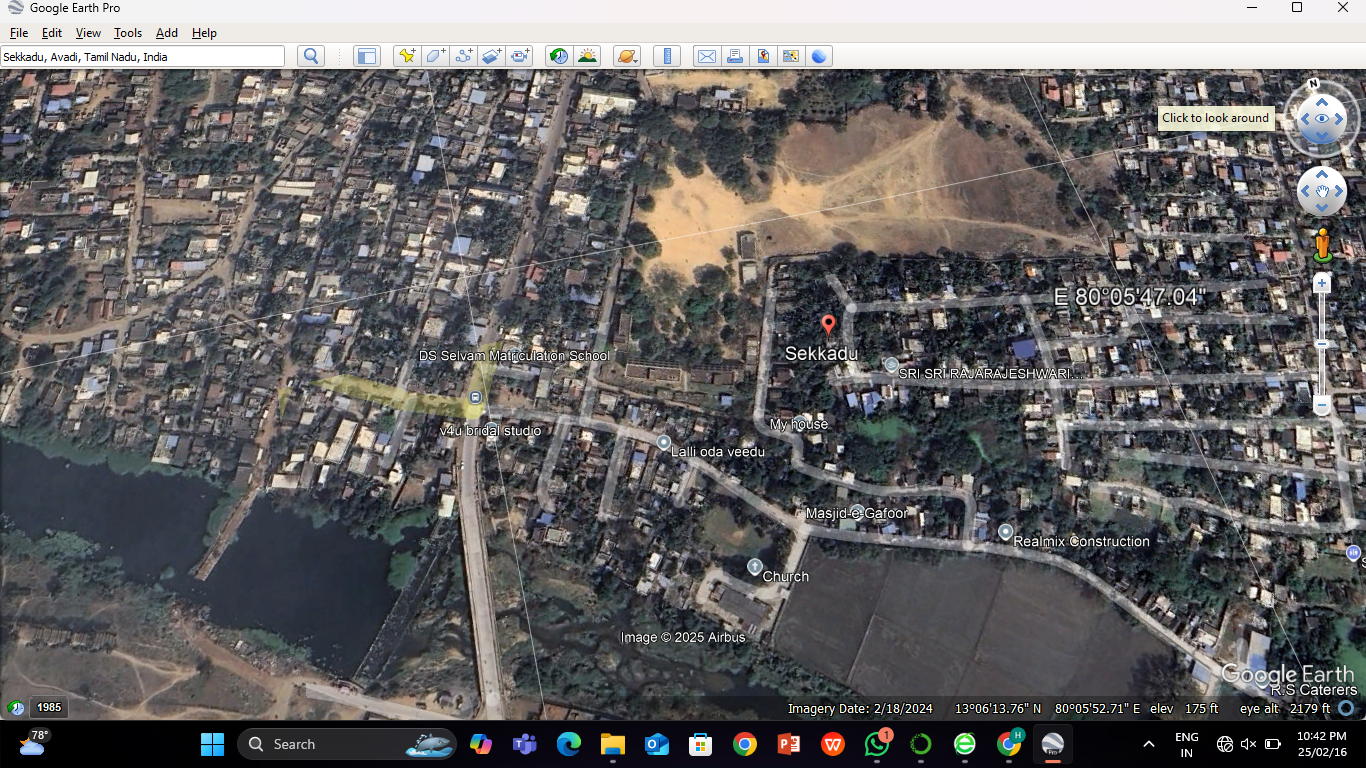 Google Earth Pro
File Edit View Tools Add Help
Sekkadu, Avadi, Tamil Nadu, India
N
Click to look around
E 80°05'47.04"
DS Selvam Matriculation School
Sekkadu
SRI SRI RAJARAJESHWARI...
v4u bridal studio
My house
Lalli oda veedu
Masjid-e-Gafoor
Realmix Construction
Church
Image © 2025 Airbus
Google Earth
R.S Caterers
1985
Imagery Date: 2/18/2024 13°06'13.76" N 80°05'52.71" E elev 175 ft eye alt 2179 ft
78°
Search
1
H
ENG
IN
10:42 PM
25/02/16